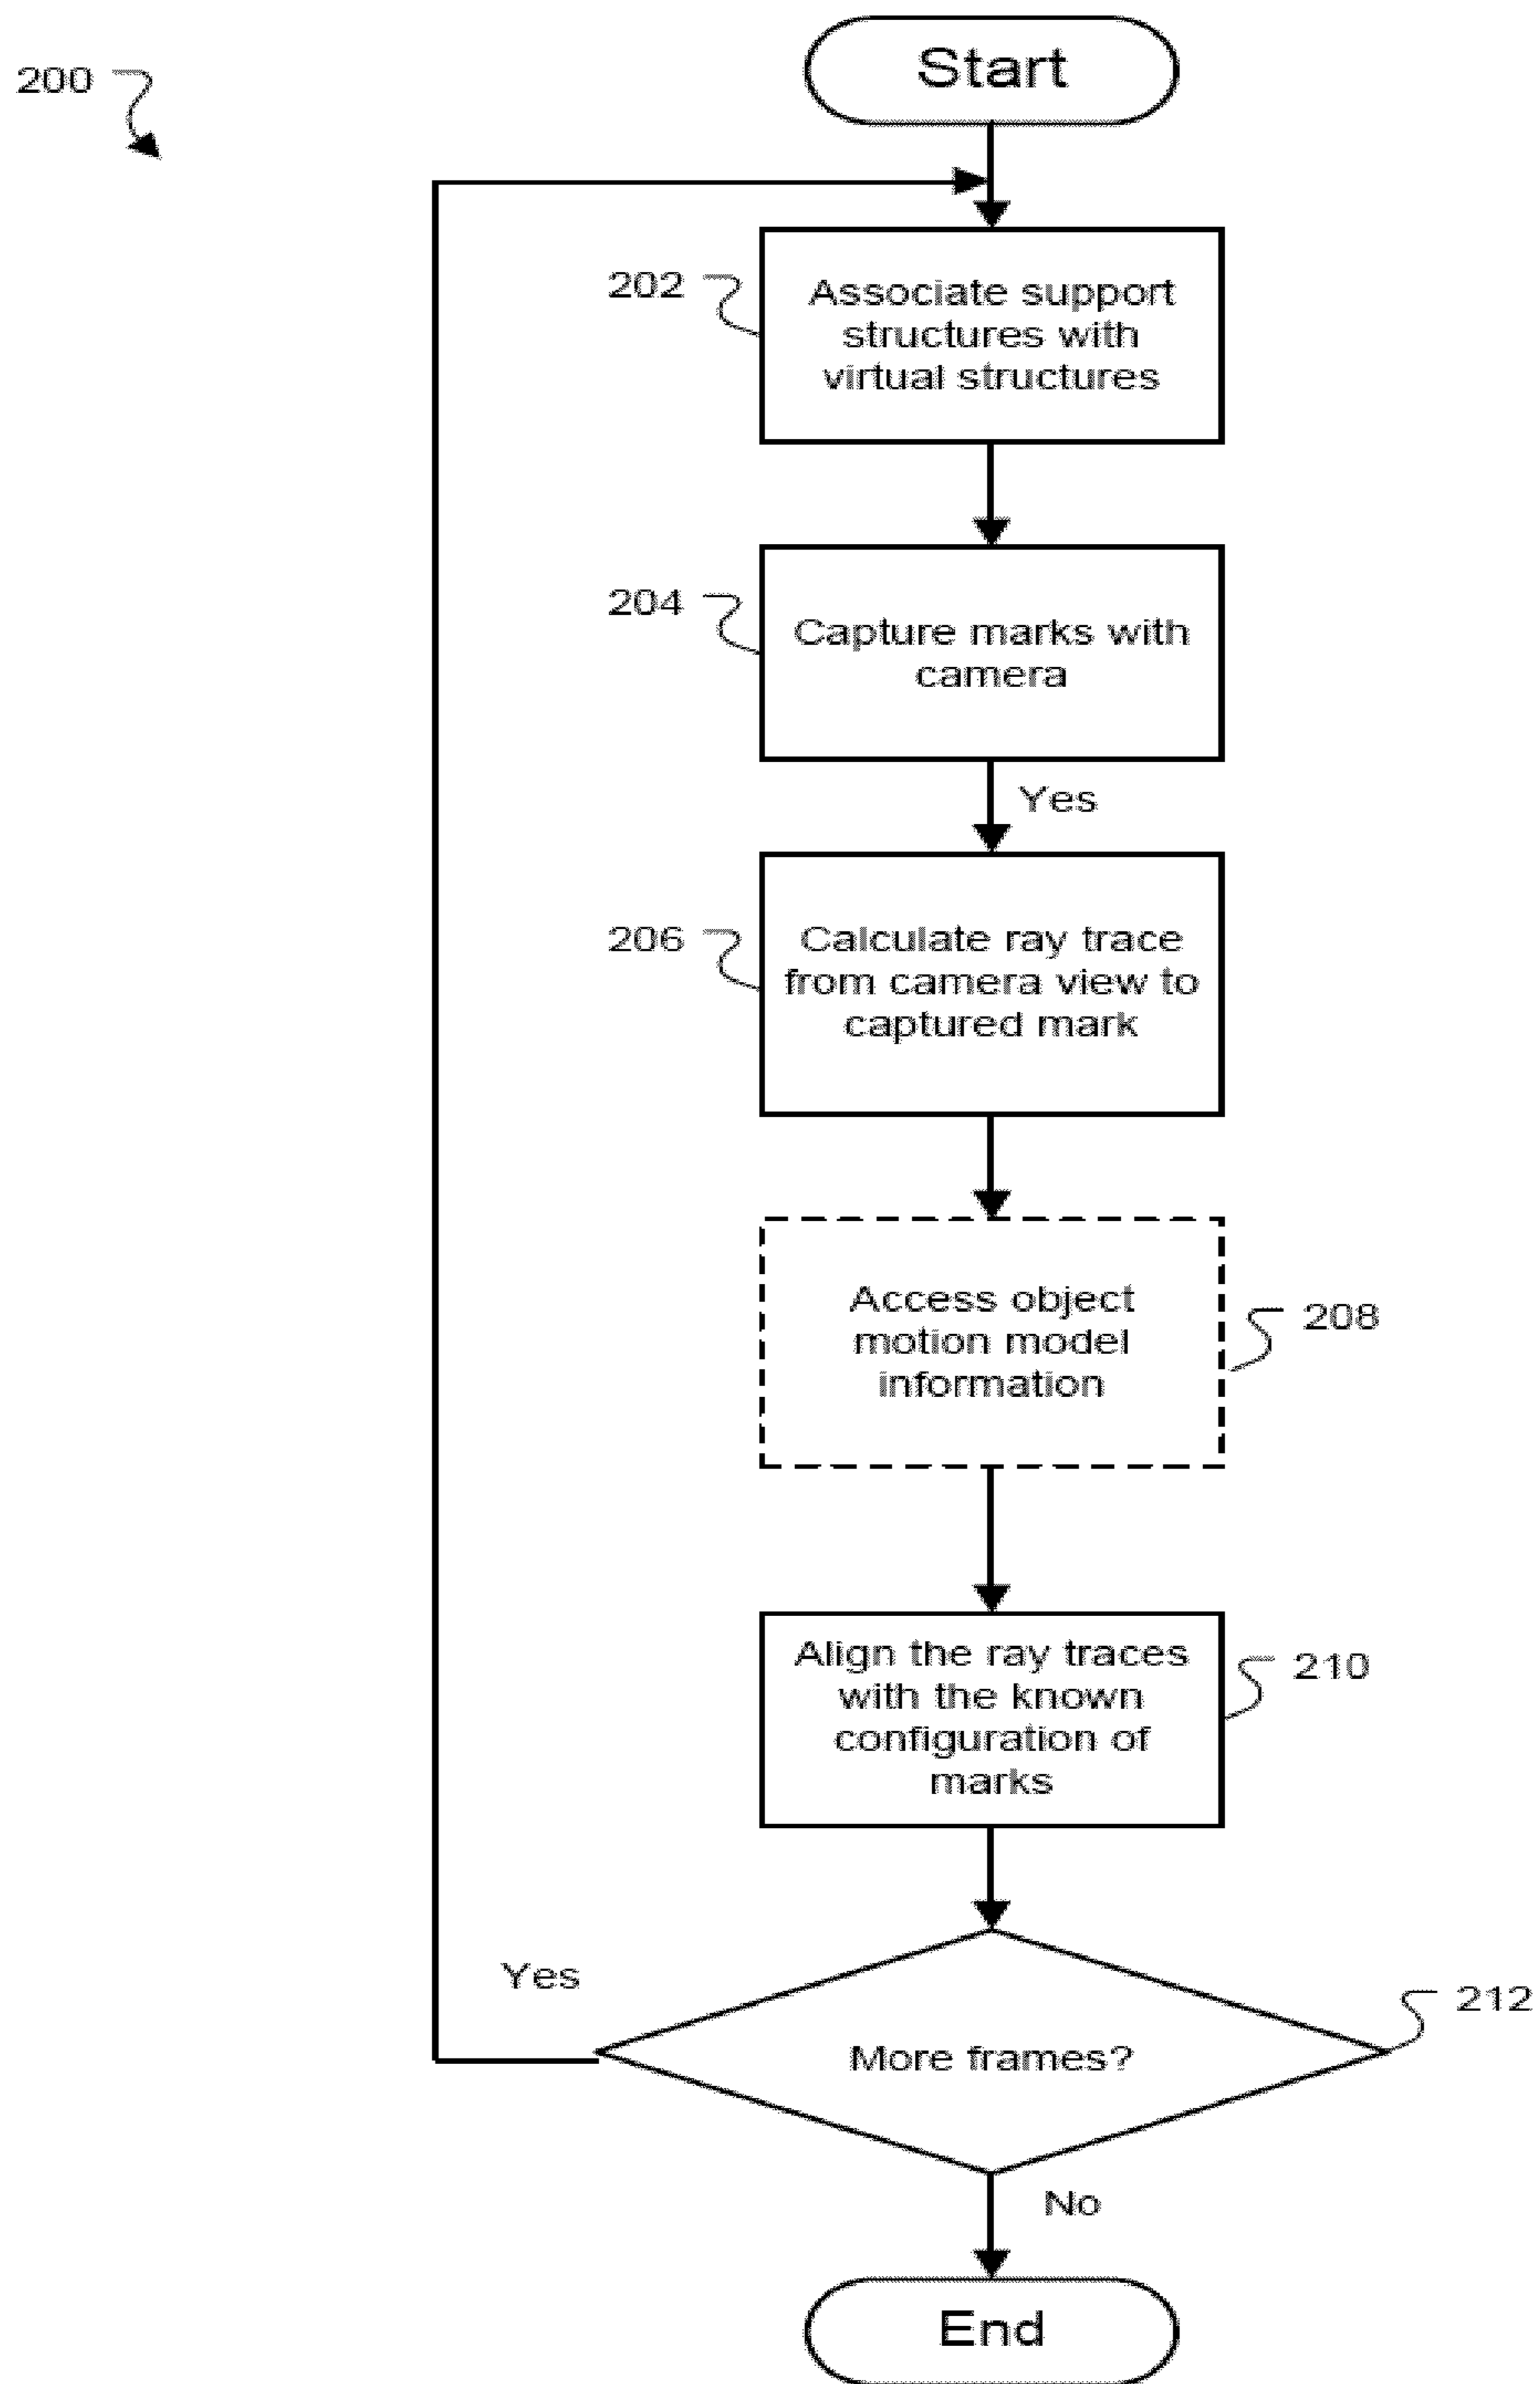 Start
200
202
Associate support
structures with
virtual structures
204
Capture marks with
camera
Yes
206
Calculate ray trace
from camera view to
captured mark
Access object
motion model
information
208
Align the ray traces
with the known
configuration of
marks
210
Yes
More frames?
212
No
End